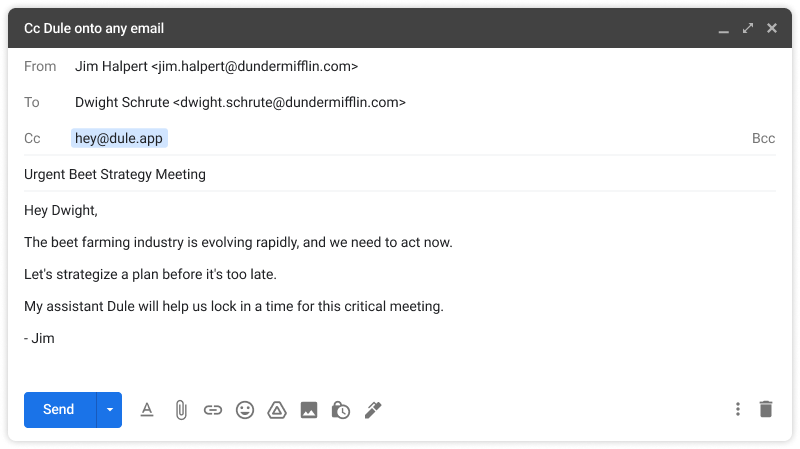 Cc Dule onto any email
From Jim Halpert <jim.halpert@dundermifflin.com>
To Dwight Schrute <dwight.schrute@dundermifflin.com>
Cc hey@dule.app Bcc
Urgent Beet Strategy Meeting
Hey Dwight,
The beet farming industry is evolving rapidly, and we need to act now.
Let's strategize a plan before it's too late.
My assistant Dule will help us lock in a time for this critical meeting.
- Jim
Send